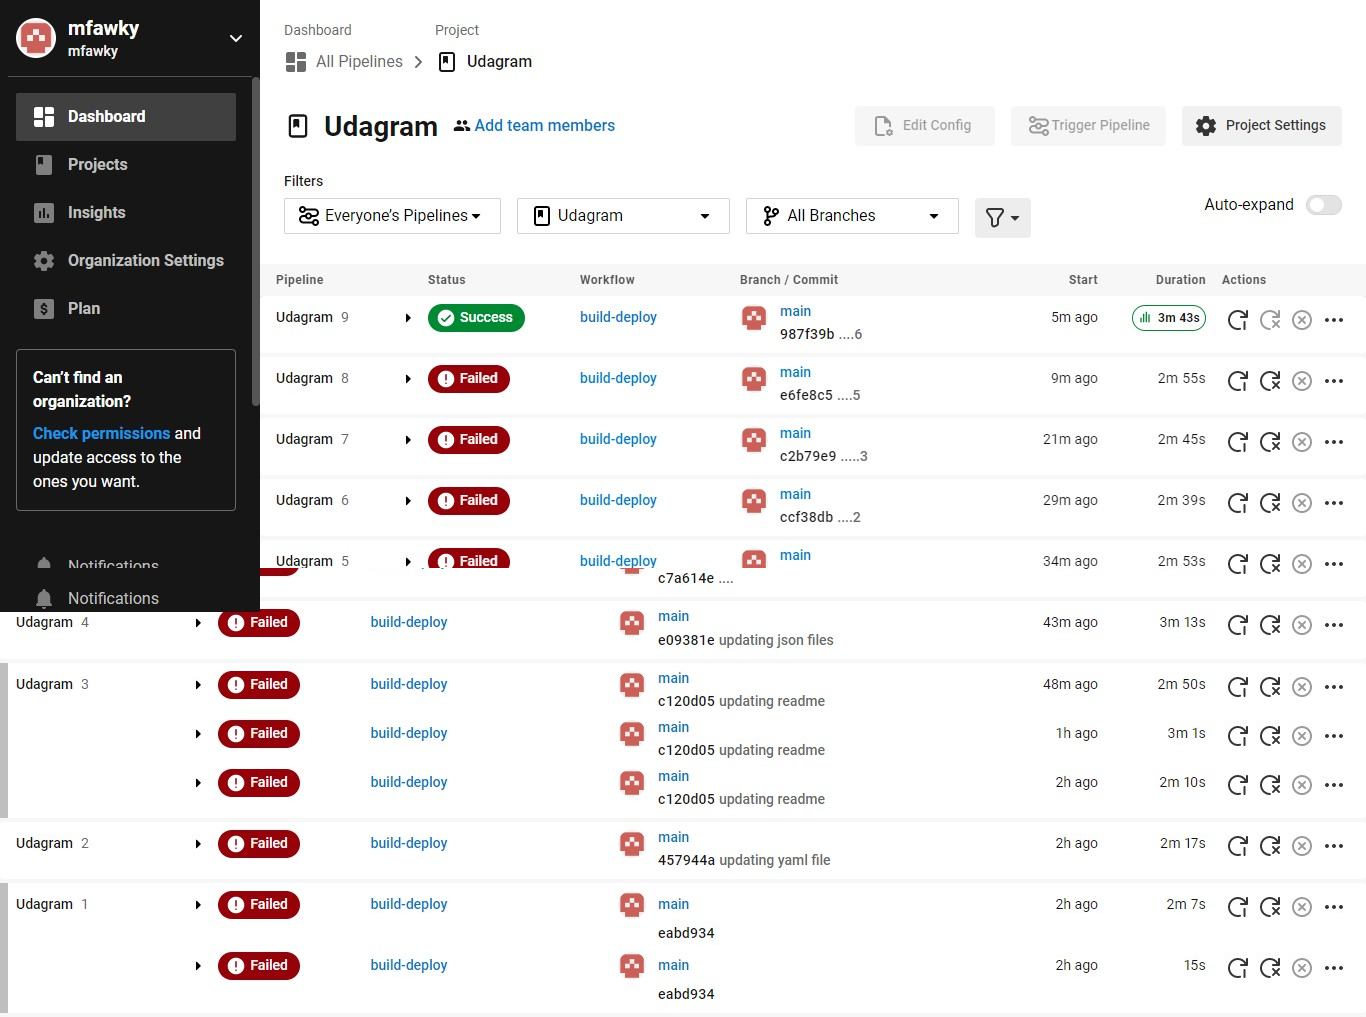 mfawky
mfawky
Dashboard
Projects
Insights
Organization Settings
Plan
Can't find an
organization?
Check permissions and
update access to the
ones you want.
Notifications
Notifications
Dashboard Project
All Pipelines Udagram
Udagram Add team members Edit Config Trigger Pipeline Project Settings
Filters
Everyone's Pipelines Udagram All Branches Auto-expand
Pipeline Status Workflow Branch / Commit Start Duration Actions
Udagram 9 Success build-deploy main 5m ago 3m 43s
987f39b ....6
Udagram 8 Failed build-deploy main 9m ago 2m 55s
e6fe8c5 ....5
Udagram 7 Failed build-deploy main 21m ago 2m 45s
c2b79e9 .....3
Udagram 6 Failed build-deploy main 29m ago 2m 39s
ccf38db ....2
Udagram 5 Failed build-deploy main 34m ago 2m 53s
c7a614e ....
Udagram 4 Failed build-deploy main 43m ago 3m 13s
e09381e updating json files
Udagram 3 Failed build-deploy main 48m ago 2m 50s
c120d05 updating readme
Failed build-deploy main 1h ago 3m 1s
c120d05 updating readme
Failed build-deploy main 2h ago 2m 10s
c120d05 updating readme
Udagram 2 Failed build-deploy main 2h ago 2m 17s
457944a updating yaml file
Udagram 1 Failed build-deploy main 2h ago 2m 7s
eabd934
Failed build-deploy main 2h ago 15s
eabd934